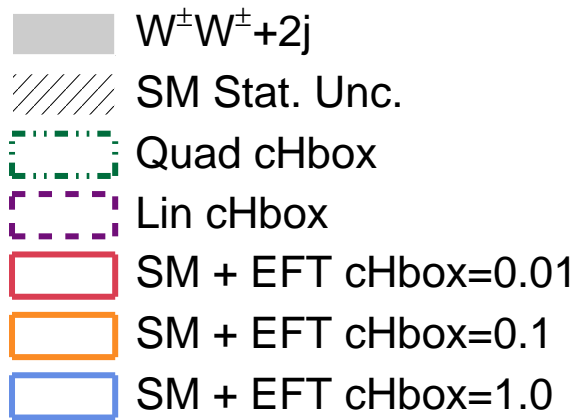 W±W±+2j
SM Stat. Unc.
Quad cHbox
Lin cHbox
SM + EFT cHbox=0.01
SM + EFT cHbox=0.1
SM + EFT cHbox=1.0